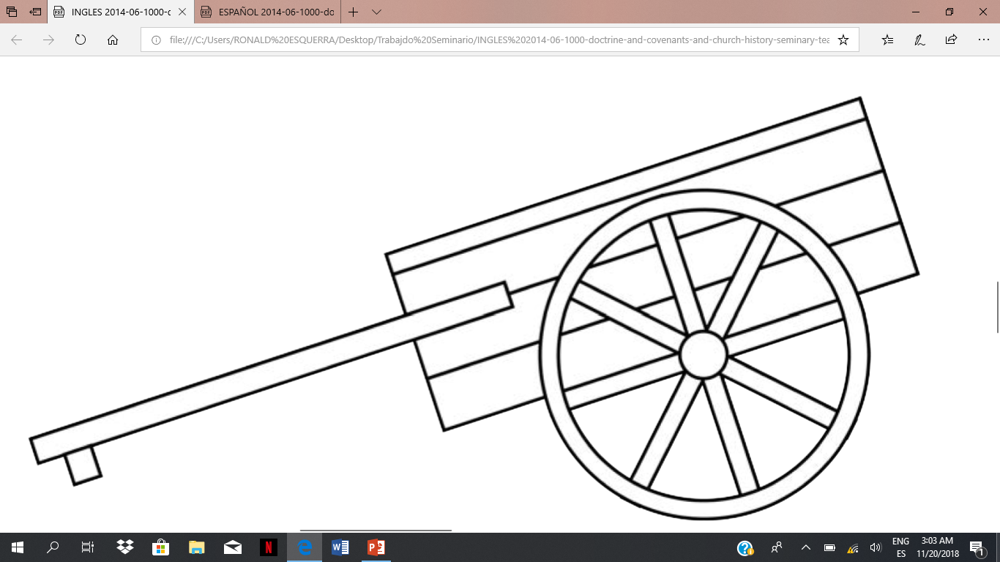 INGLES 2014-06-1000-c
ESPAÑOL 2014-06-1000-do
file:///C:/Users/RONALD%20ESQUERRA/Desktop/Trabajdo%20Seminario/INGLES%202014-06-1000-doctrine-and-covenants-and-church-history-seminary-tea
ENG
ES
3:03 AM
11/20/2018
1